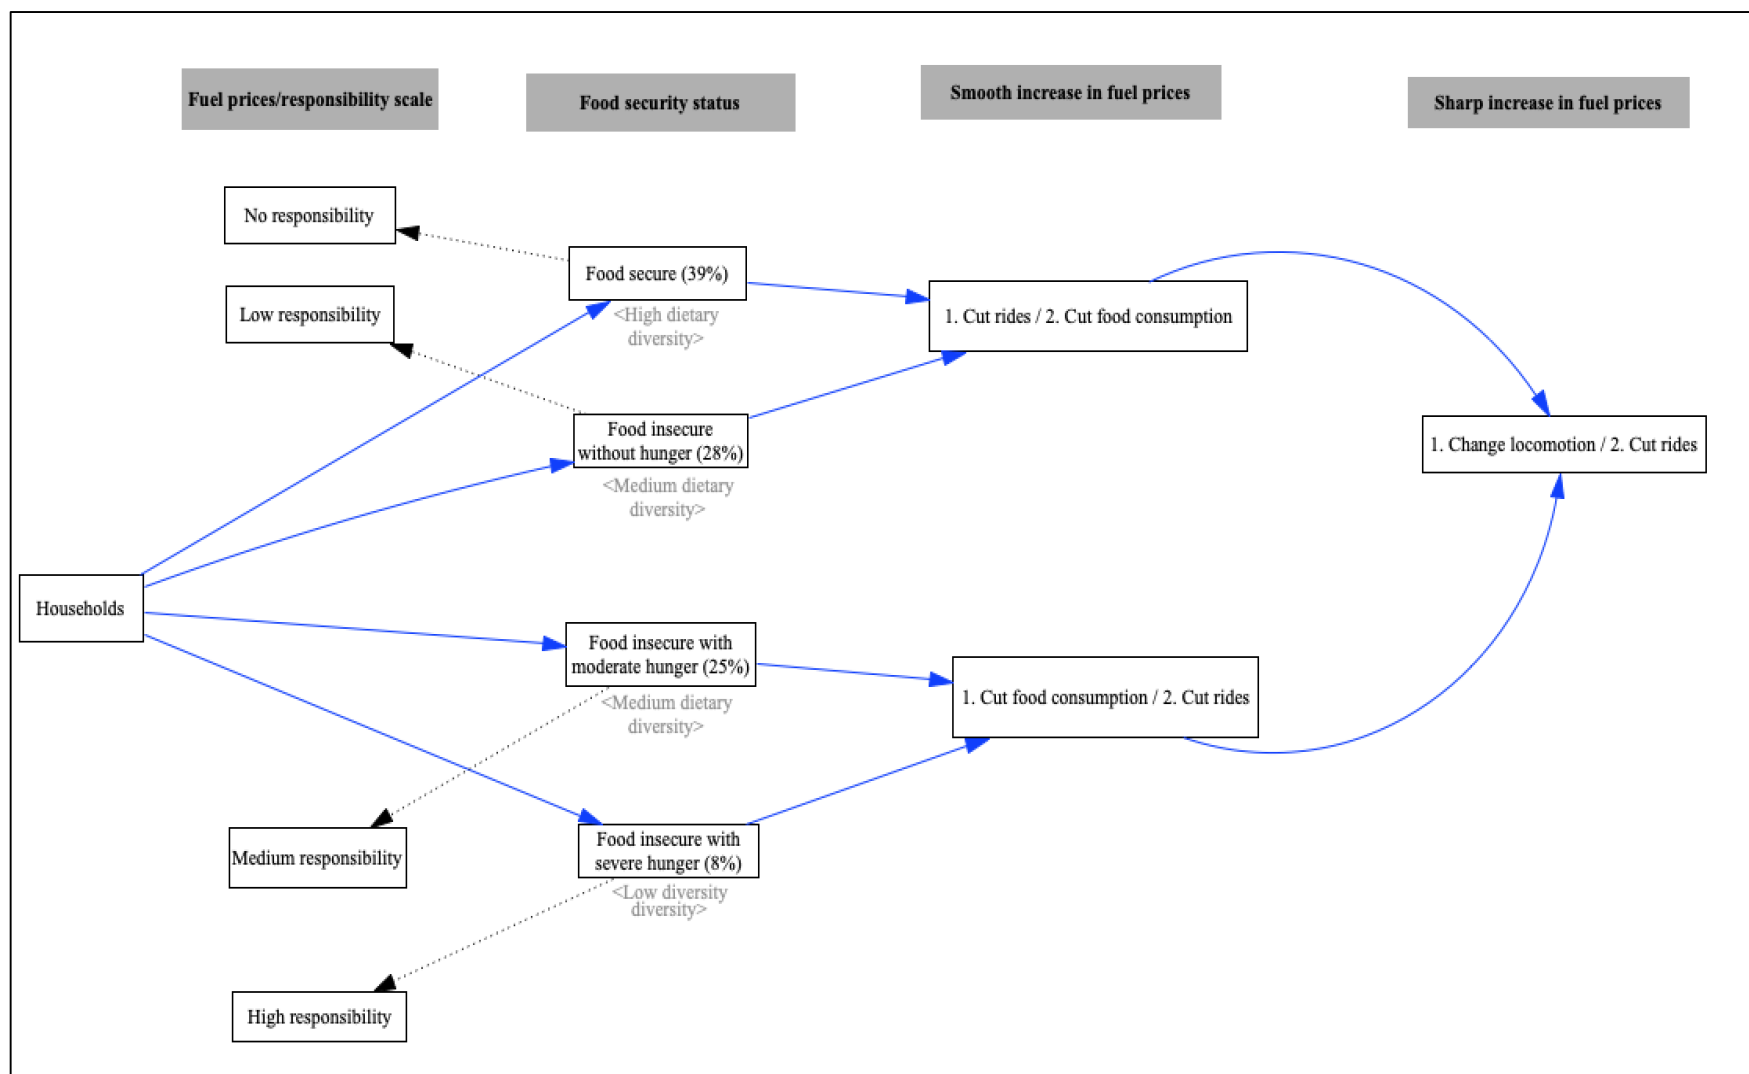 Fuel prices/responsibility scale
Food security status
Smooth increase in fuel prices
Sharp increase in fuel prices
No responsibility
Low responsibility
Food secure (39%)
<High dietary
diversity>
1. Cut rides / 2. Cut food consumption
Food insecure
without hunger (28%)
<Medium dietary
diversity>
1. Change locomotion / 2. Cut rides
Households
Food insecure with
moderate hunger (25%)
<Medium dietary
diversity>
1. Cut food consumption / 2. Cut rides
Medium responsibility
Food insecure with
severe hunger (8%)
<Low diversity
diversity>
High responsibility